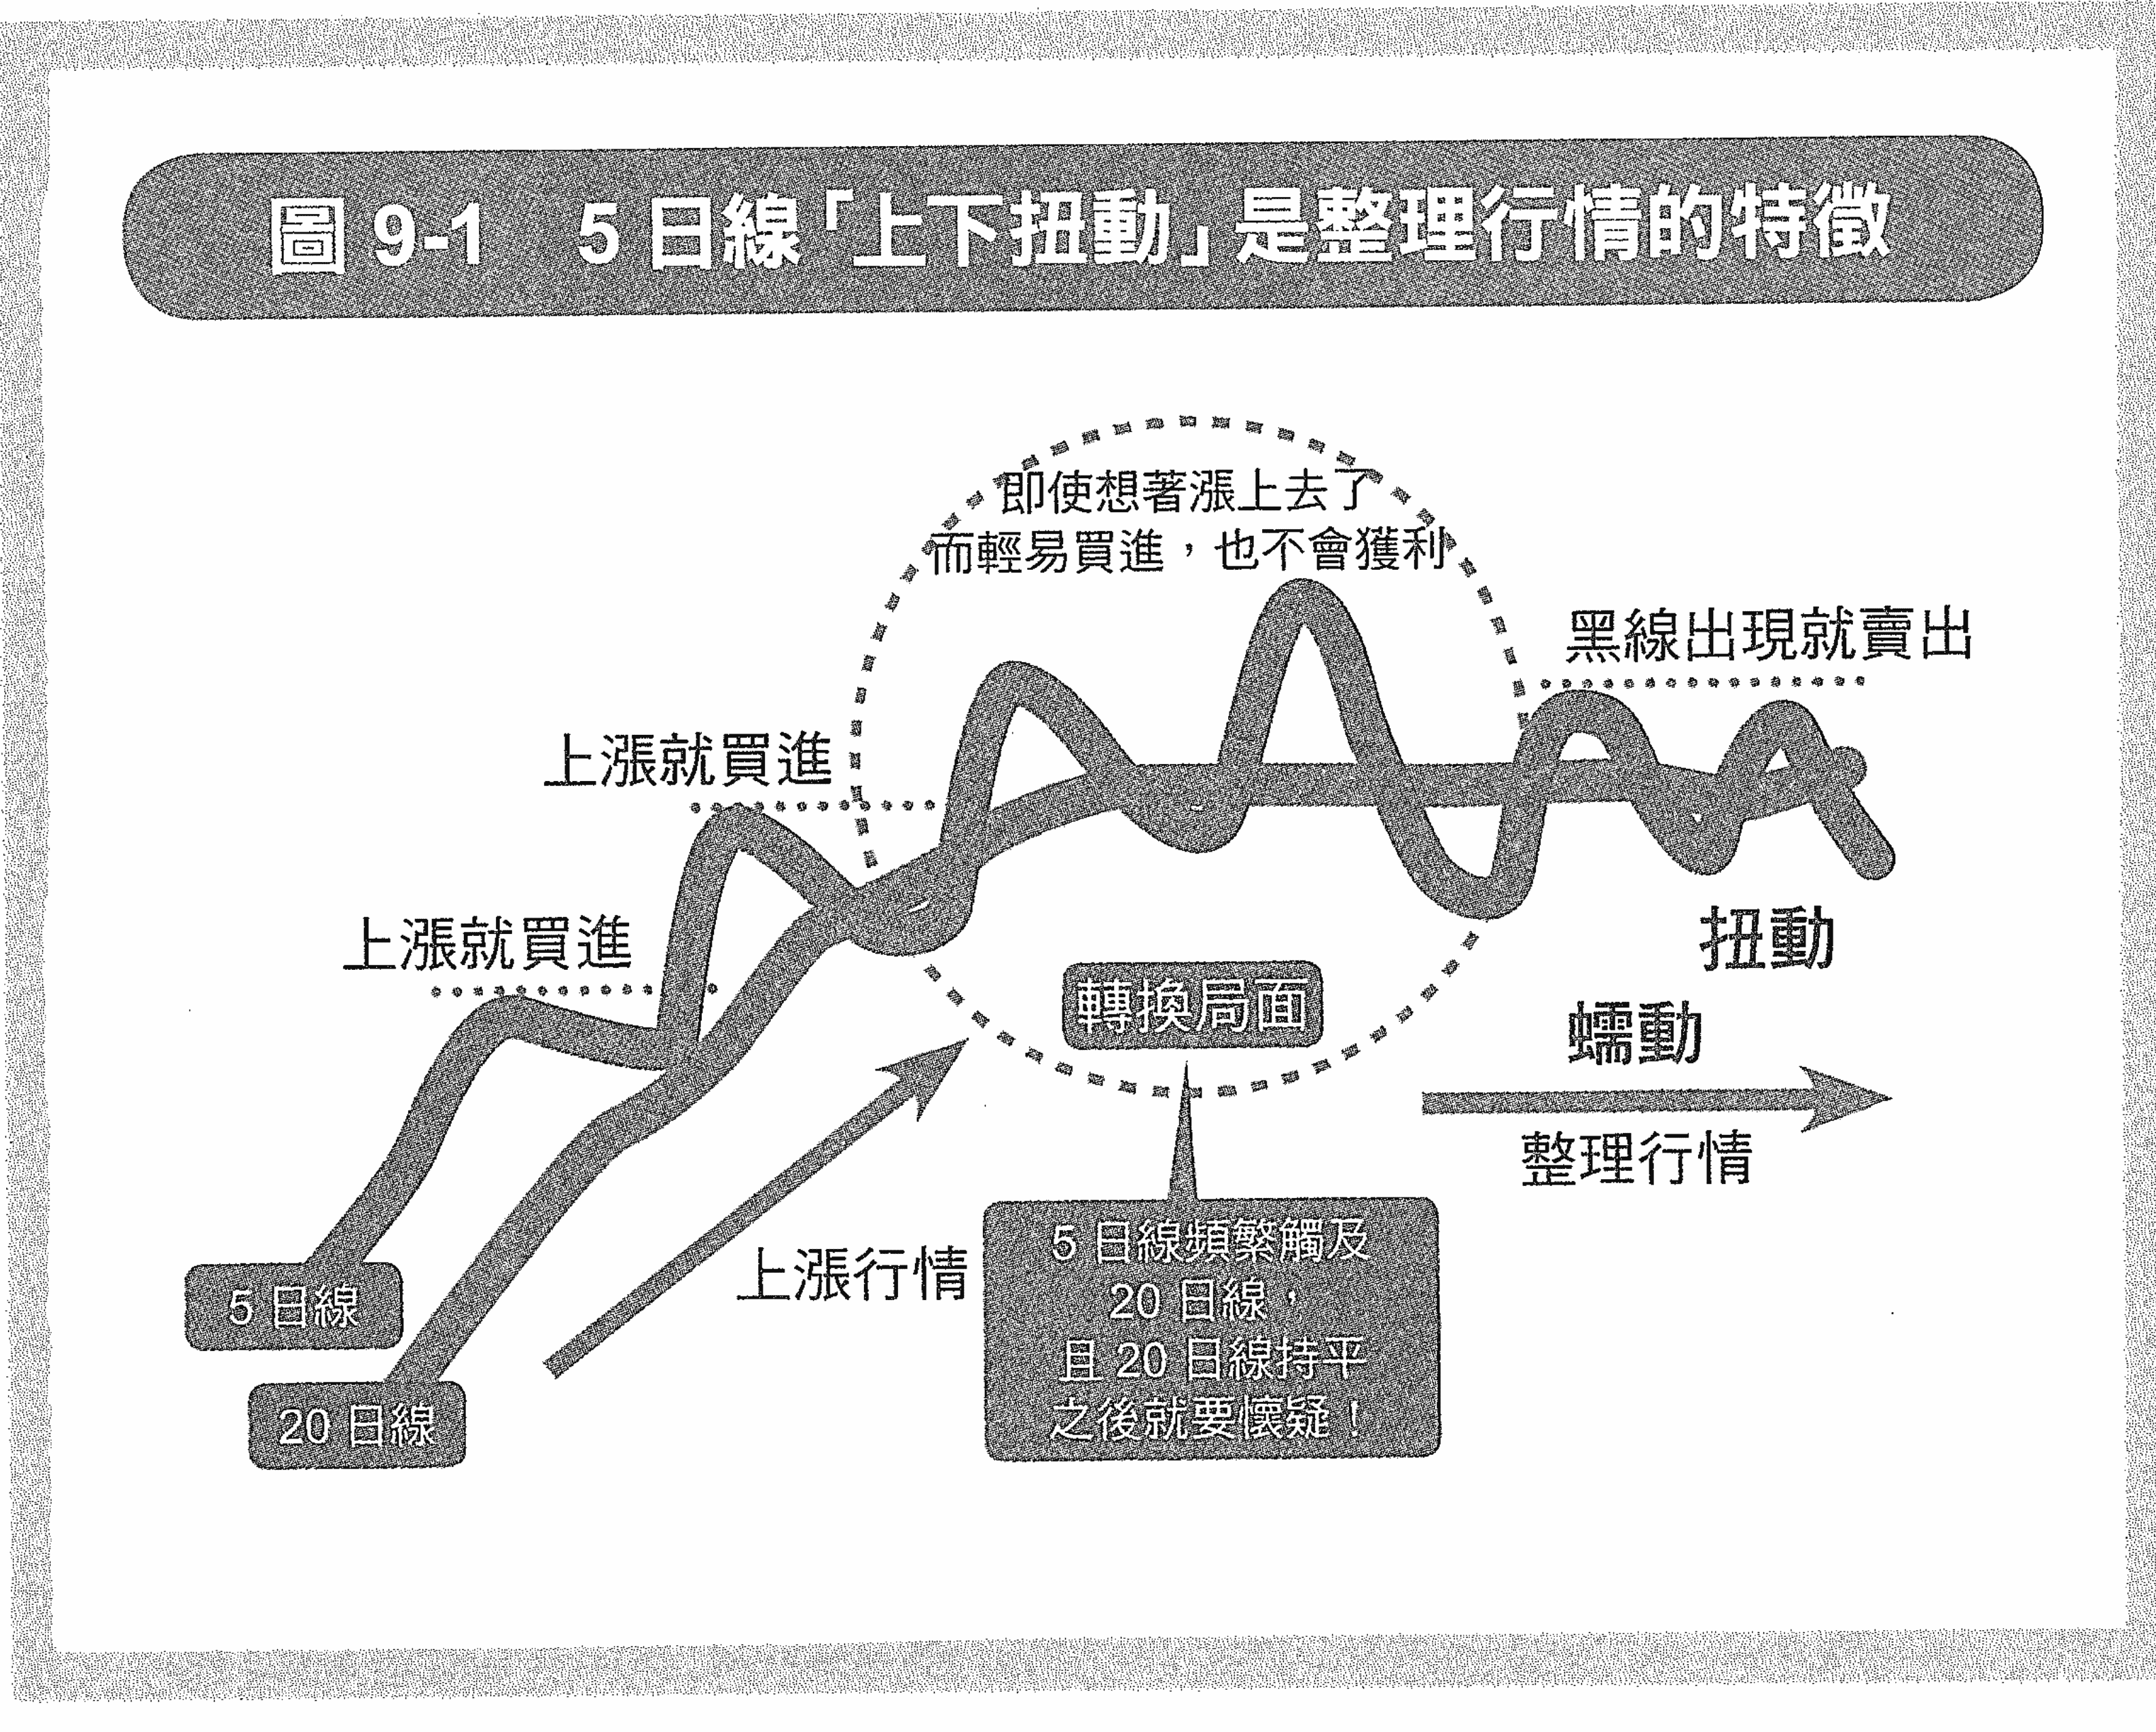 圖 9-1 5 日線「上下扭動」是整理行情的特徵
即使想著漲上去了
而輕易買進，也不會獲利
黑線出現就賣出
上漲就買進
上漲就買進
扭動
轉換局面
蠕動
整理行情
5 日線頻繁觸及
20 日線，
且 20 日線持平
之後就要懷疑！
上漲行情
5 日線
20 日線